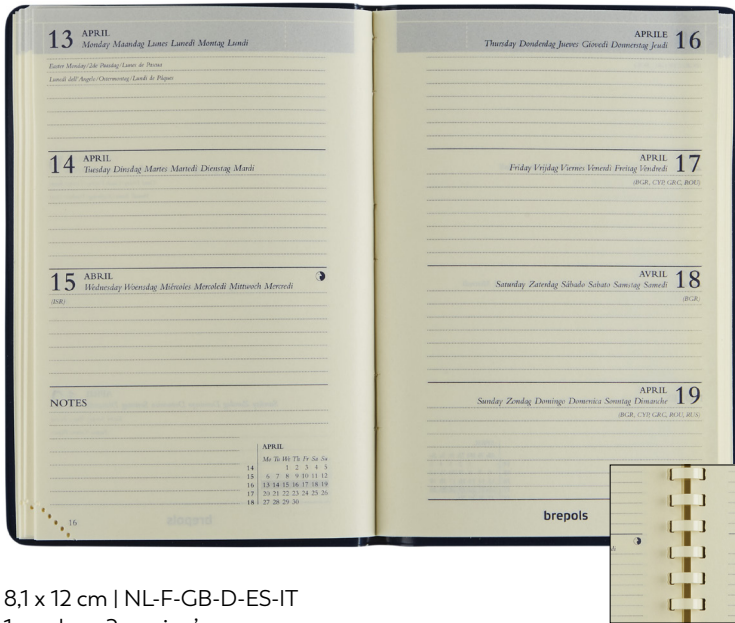 13 APRIL
Monday Maandag Lunes Lunedì Montag Lundi
Easter Monday/2de Paasdag/Lunes de Pascua
Lunedì dell'Angelo/Ostermontag/Lundi de Pâques
14 APRIL
Tuesday Dinsdag Martes Martedì Dienstag Mardi
15 ABRIL
Wednesday Woensdag Miércoles Mercoledì Mittwoch Mercredi
(ISR)
NOTES
APRIL
Mo Tu We Th Fr Sa Su
14 1 2 3 4 5
15 6 7 8 9 10 11 12
16 13 14 15 16 17 18 19
17 20 21 22 23 24 25 26
18 27 28 29 30
16
APRILE 16
Thursday Donderdag Jueves Giovedì Donnerstag Jeudi
APRIL 17
Friday Vrijdag Viernes Venerdì Freitag Vendredi
(BGR, CYP, GRC, ROU)
AVRIL 18
Saturday Zaterdag Sábado Sabato Samstag Samedi
(BGR)
APRIL 19
Sunday Zondag Domingo Domenica Sonntag Dimanche
(BGR, CYP, GRC, ROU, RUS)
brepols
8,1 x 12 cm | NL-F-GB-D-ES-IT